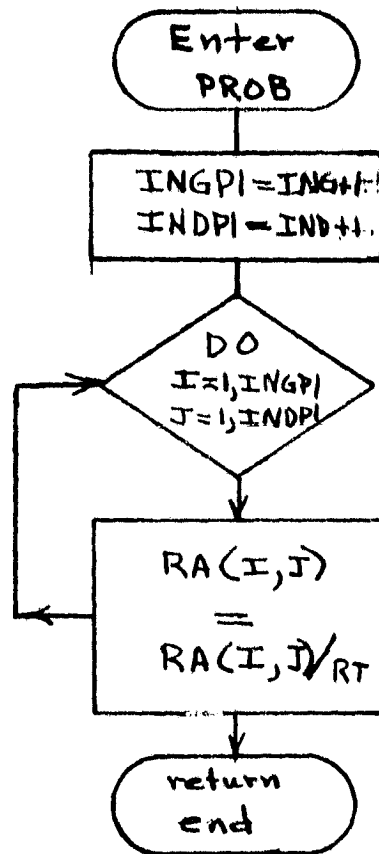 Enter
PROB
INGP1=ING+1
INDP1=IND+1
DO
I=1,INGP1
J=1,INDP1
RA(I,J)
=
RA(I,J)/RT
return
end